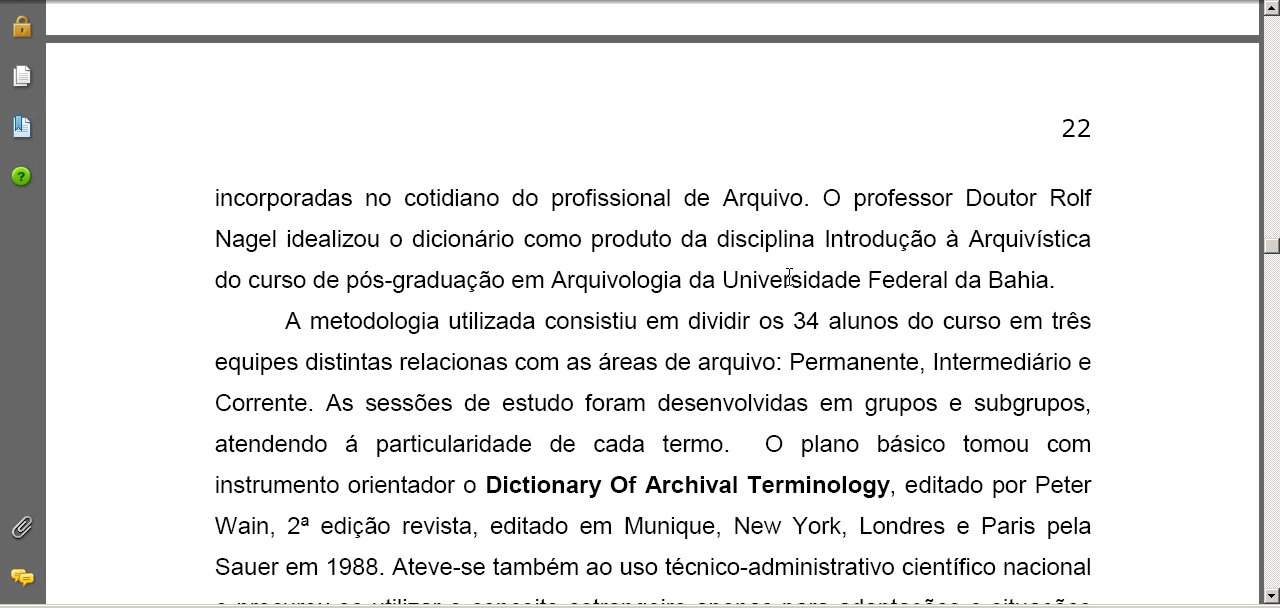 22
incorporadas no cotidiano do profissional de Arquivo. O professor Doutor Rolf
Nagel idealizou o dicionário como produto da disciplina Introdução à Arquivística
do curso de pós-graduação em Arquivologia da Universidade Federal da Bahia.
A metodologia utilizada consistiu em dividir os 34 alunos do curso em três
equipes distintas relacionas com as áreas de arquivo: Permanente, Intermediário e
Corrente. As sessões de estudo foram desenvolvidas em grupos e subgrupos,
atendendo á particularidade de cada termo. O plano básico tomou com
instrumento orientador o Dictionary Of Archival Terminology, editado por Peter
Wain, 2ª edição revista, editado em Munique, New York, Londres e Paris pela
Sauer em 1988. Ateve-se também ao uso técnico-administrativo científico nacional